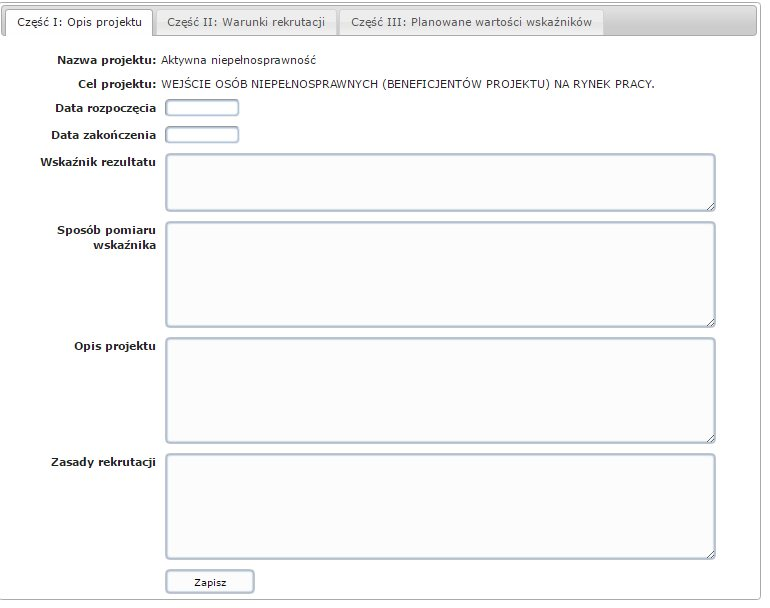 Część I: Opis projektu
Część II: Warunki rekrutacji
Część III: Planowane wartości wskaźników
Nazwa projektu: Aktywna niepełnosprawność
Cel projektu: WEJŚCIE OSÓB NIEPEŁNOSPRAWNYCH (BENEFICJENTÓW PROJEKTU) NA RYNEK PRACY.
Data rozpoczęcia
Data zakończenia
Wskaźnik rezultatu
Sposób pomiaru
wskaźnika
Opis projektu
Zasady rekrutacji
Zapisz